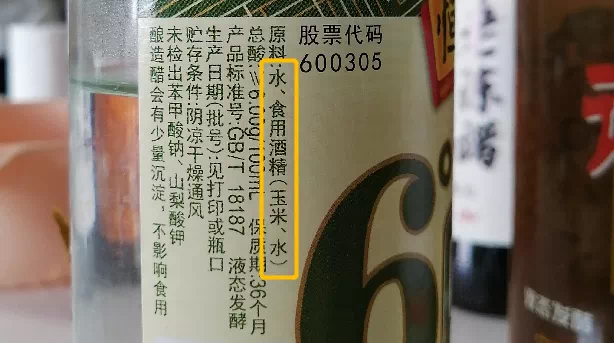 股票代码
600305
原料:水、食用酒精(玉米、水)
总酸:≥6.00g/100mL 保质期:36个月
产品标准号:GB/T 18187 液态发酵
生产日期(批号):见打印或瓶口
贮存条件:阴凉干燥通风
未检出苯甲酸钠、山梨酸钾
酿造醋会有少量沉淀,不影响食用
6°
恒
陈醋